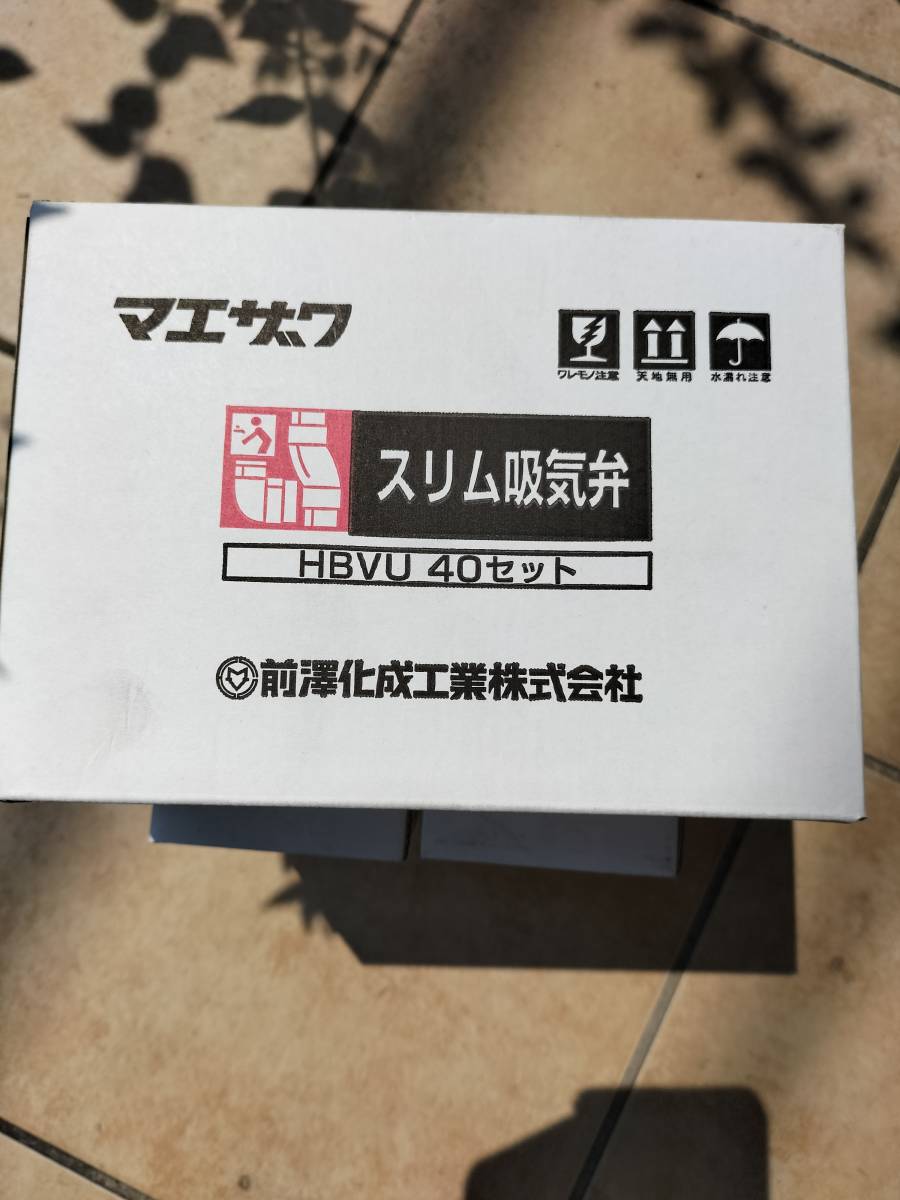 マエザワ
ワレモノ注意 天地無用 水濡れ注意
スリム吸気弁
HBVU 40セット
前澤化成工業株式会社